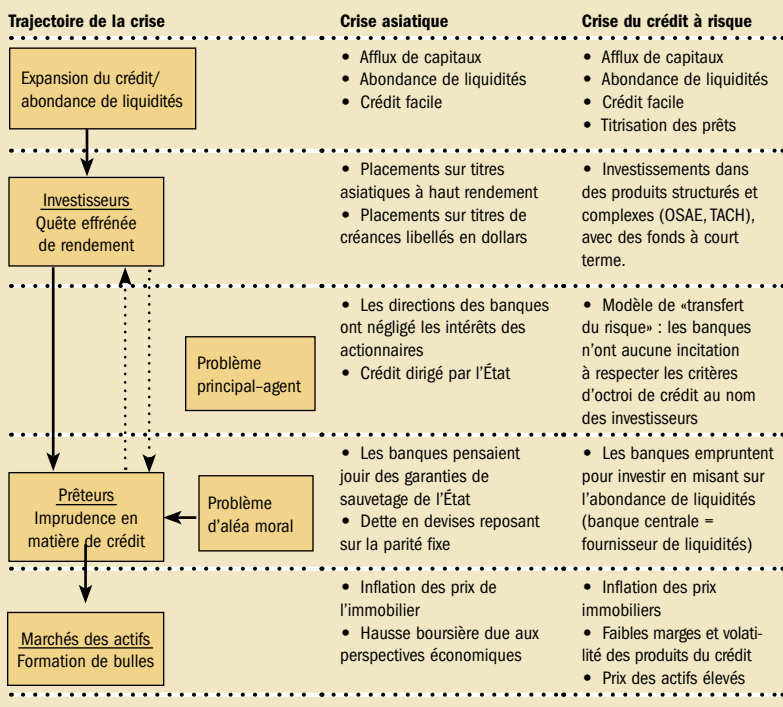 Trajectoire de la crise
Crise asiatique
Crise du crédit à risque
Expansion du crédit/
abondance de liquidités
• Afflux de capitaux
• Abondance de liquidités
• Crédit facile
• Afflux de capitaux
• Abondance de liquidités
• Crédit facile
• Titrisation des prêts
Investisseurs
Quête effrénée
de rendement
• Placements sur titres
asiatiques à haut rendement
• Placements sur titres de
créances libellés en dollars
• Investissements dans
des produits structurés et
complexes (OSAE, TACH),
avec des fonds à court
terme.
Problème
principal–agent
• Les directions des banques
ont négligé les intérêts des
actionnaires
• Crédit dirigé par l’État
• Modèle de «transfert
du risque» : les banques
n’ont aucune incitation
à respecter les critères
d’octroi de crédit au nom
des investisseurs
Prêteurs
Imprudence en
matière de crédit
Problème
d’aléa moral
• Les banques pensaient
jouir des garanties de
sauvetage de l’État
• Dette en devises reposant
sur la parité fixe
• Les banques empruntent
pour investir en misant sur
l’abondance de liquidités
(banque centrale =
fournisseur de liquidités)
Marchés des actifs
Formation de bulles
• Inflation des prix de
l’immobilier
• Hausse boursière due aux
perspectives économiques
• Inflation des prix
immobiliers
• Faibles marges et volati-
lité des produits du crédit
• Prix des actifs élevés